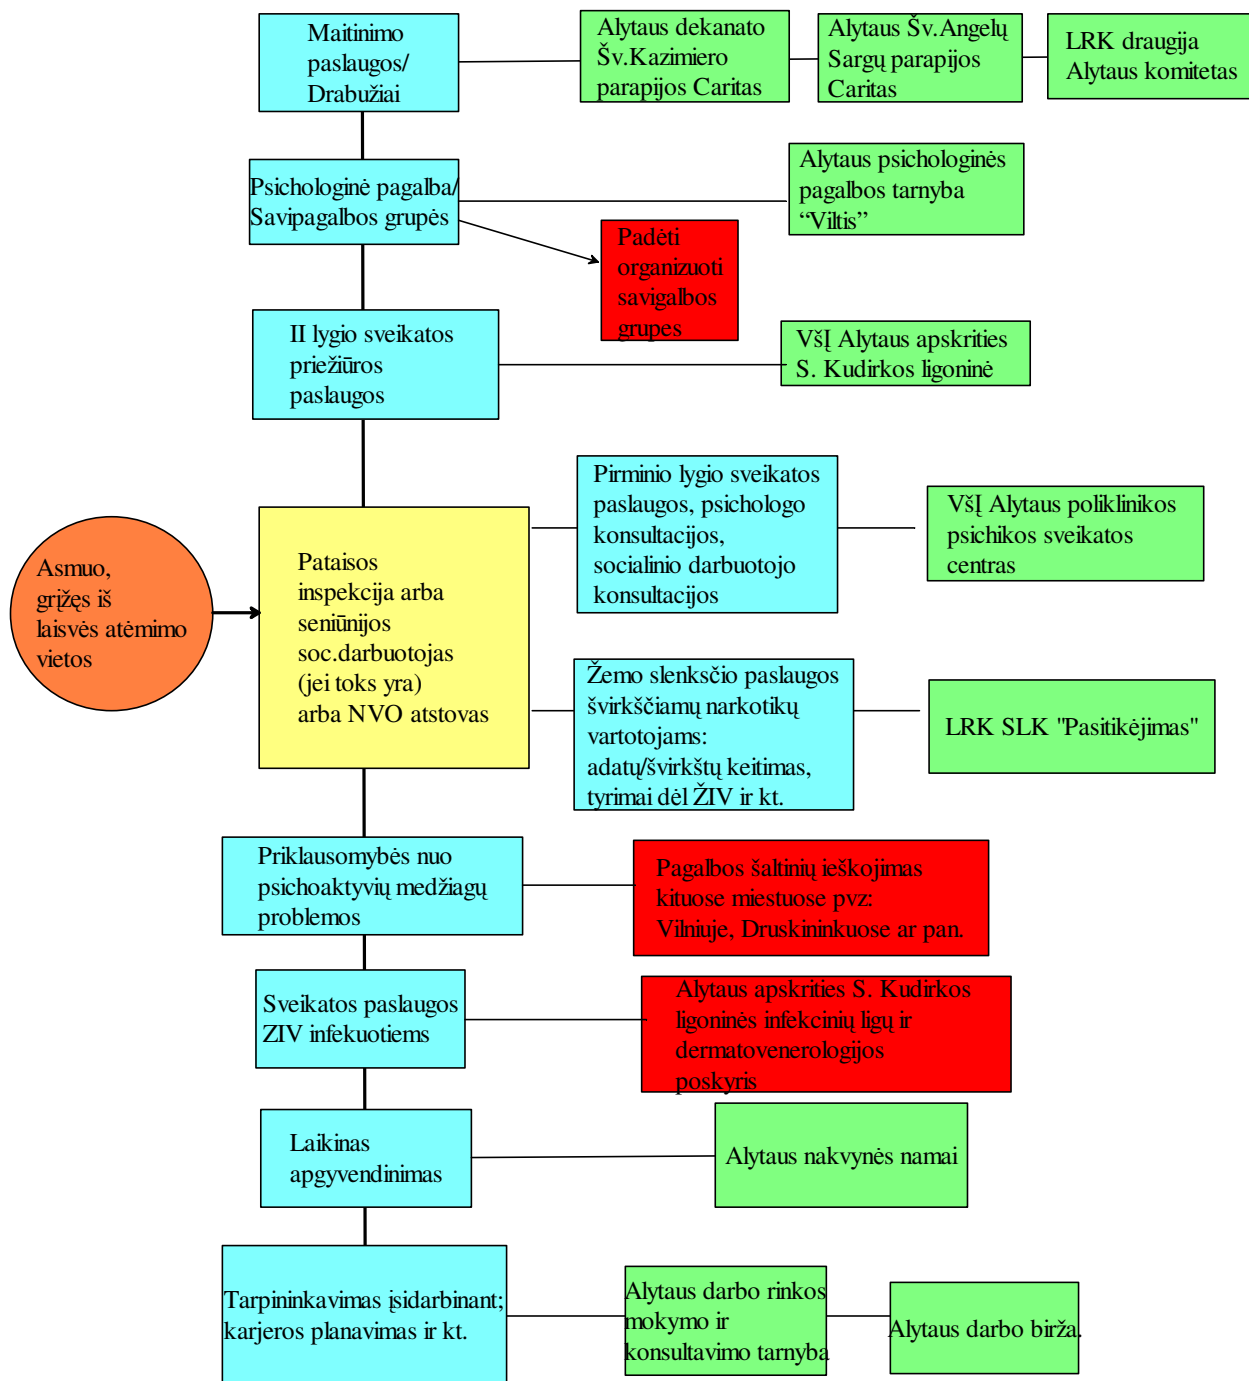 Maitinimo
paslaugos/
Drabužiai
Alytaus dekanato
Šv.Kazimiero
parapijos Caritas
Alytaus Šv.Angelų
Sargų parapijos
Caritas
LRK draugija
Alytaus komitetas
Psichologinė pagalba/
Savipagalbos grupės
Alytaus psichologinės
pagalbos tarnyba
“Viltis”
Padėti
organizuoti
savigalbos
grupes
II lygio sveikatos
priežiūros
paslaugos
VšĮ Alytaus apskrities
S. Kudirkos ligoninė
Asmuo,
grįžęs iš
laisvės atėmimo
vietos
Pataisos
inspekcija arba
seniūnijos
soc.darbuotojas
(jei toks yra)
arba NVO atstovas
Pirminio lygio sveikatos
paslaugos, psichologo
konsultacijos,
socialinio darbuotojo
konsultacijos
VšĮ Alytaus poliklinikos
psichikos sveikatos
centras
Žemo slenksčio paslaugos
švirkščiamų narkotikų
vartotojams:
adatų/švirkštų keitimas,
tyrimai dėl ŽIV ir kt.
LRK SLK "Pasitikėjimas"
Priklausomybės nuo
psichoaktyvių medžiagų
problemos
Pagalbos šaltinių ieškojimas
kituose miestuose pvz:
Vilniuje, Druskininkuose ar pan.
Sveikatos paslaugos
ZIV infekuotiems
Alytaus apskrities S. Kudirkos
ligoninės infekcinių ligų ir
dermatovenerologijos
poskyris
Laikinas
apgyvendinimas
Alytaus nakvynės namai
Tarpininkavimas įsidarbinant;
karjeros planavimas ir kt.
Alytaus darbo rinkos
mokymo ir
konsultavimo tarnyba
Alytaus darbo birža.